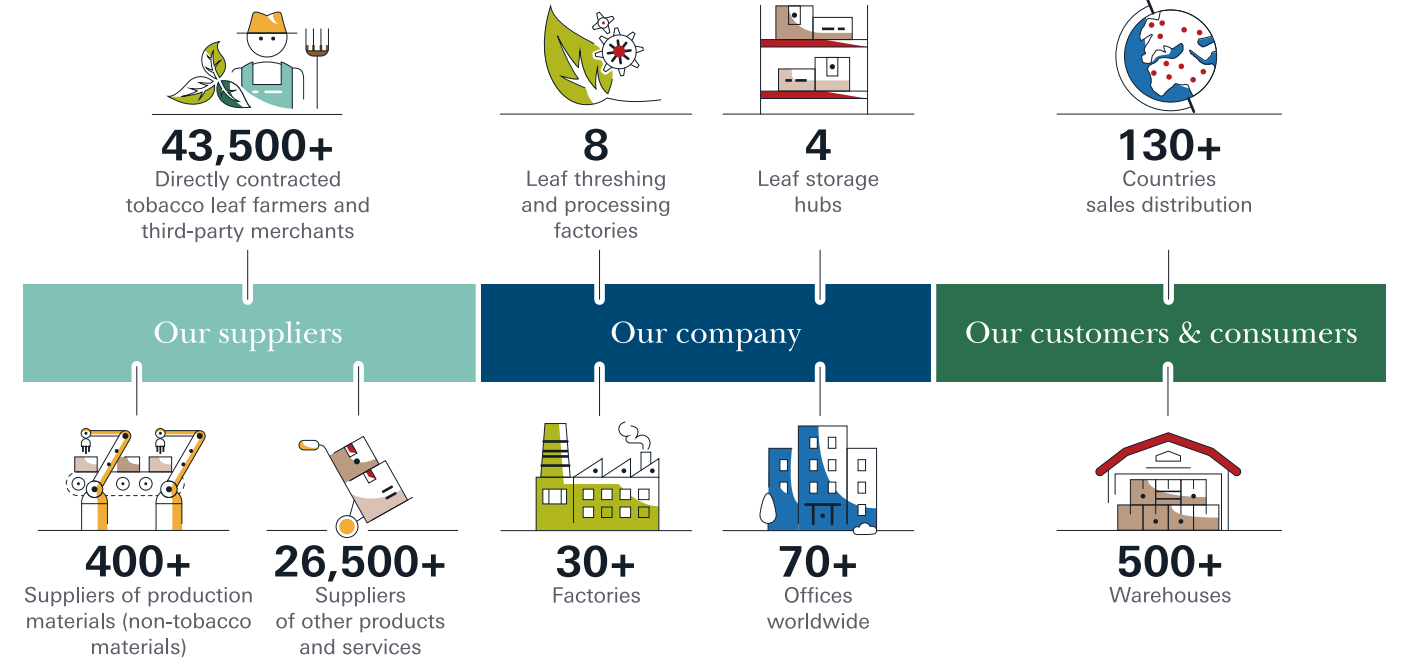 43,500+
Directly contracted
tobacco leaf farmers and
third-party merchants
8
Leaf threshing
and processing
factories
4
Leaf storage
hubs
130+
Countries
sales distribution
Our suppliers
Our company
Our customers & consumers
400+
Suppliers of production
materials (non-tobacco
materials)
26,500+
Suppliers
of other products
and services
30+
Factories
70+
Offices
worldwide
500+
Warehouses